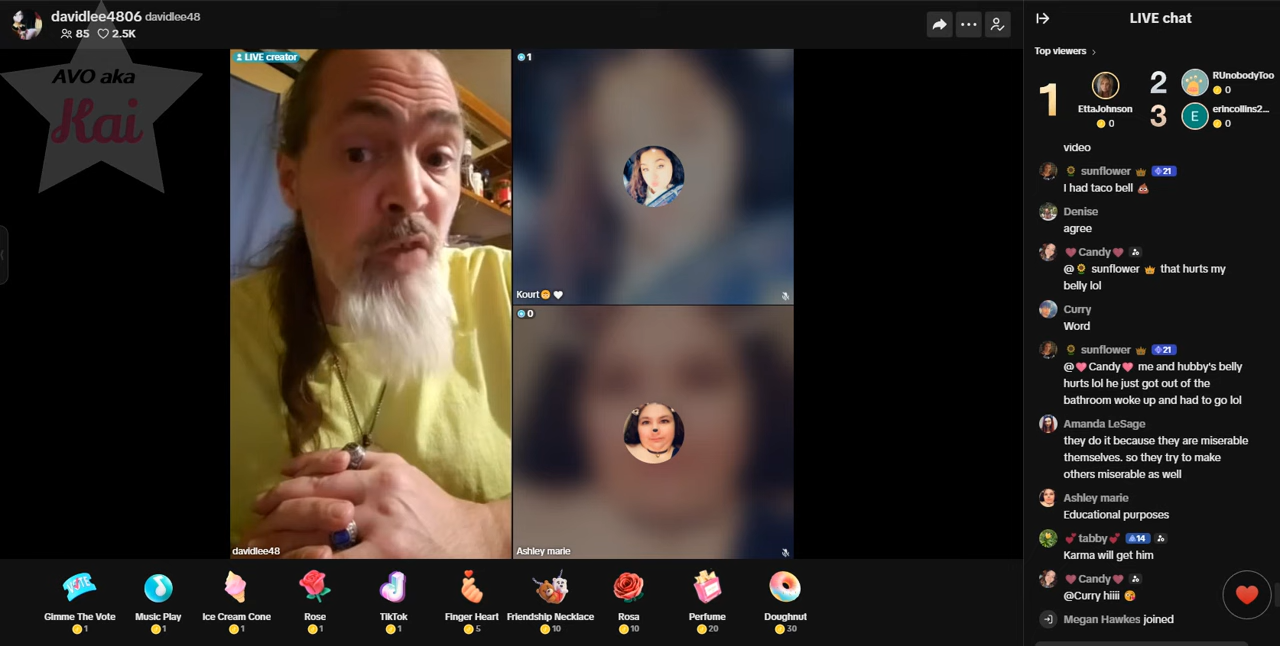 davidlee4806 davidlee48
85 2.5K
AVO aka
Kai
LIVE creator
davidlee48
1
Kourt
0
Ashley marie
Gimme The Vote
1
Music Play
1
Ice Cream Cone
1
Rose
1
TikTok
1
Finger Heart
5
Friendship Necklace
10
Rosa
10
Perfume
20
Doughnut
30
LIVE chat
Top viewers
1
EttaJohnson
0
2
RUnobodyToo
0
3
E
erincollins2...
0
video
sunflower 21
I had taco bell
Denise
agree
Candy
@ sunflower that hurts my
belly lol
Curry
Word
sunflower 21
@ Candy me and hubby's belly
hurts lol he just got out of the
bathroom woke up and had to go lol
Amanda LeSage
they do it because they are miserable
themselves. so they try to make
others miserable as well
Ashley marie
Educational purposes
tabby 14
Karma will get him
Candy
@Curry hiiii
Megan Hawkes joined